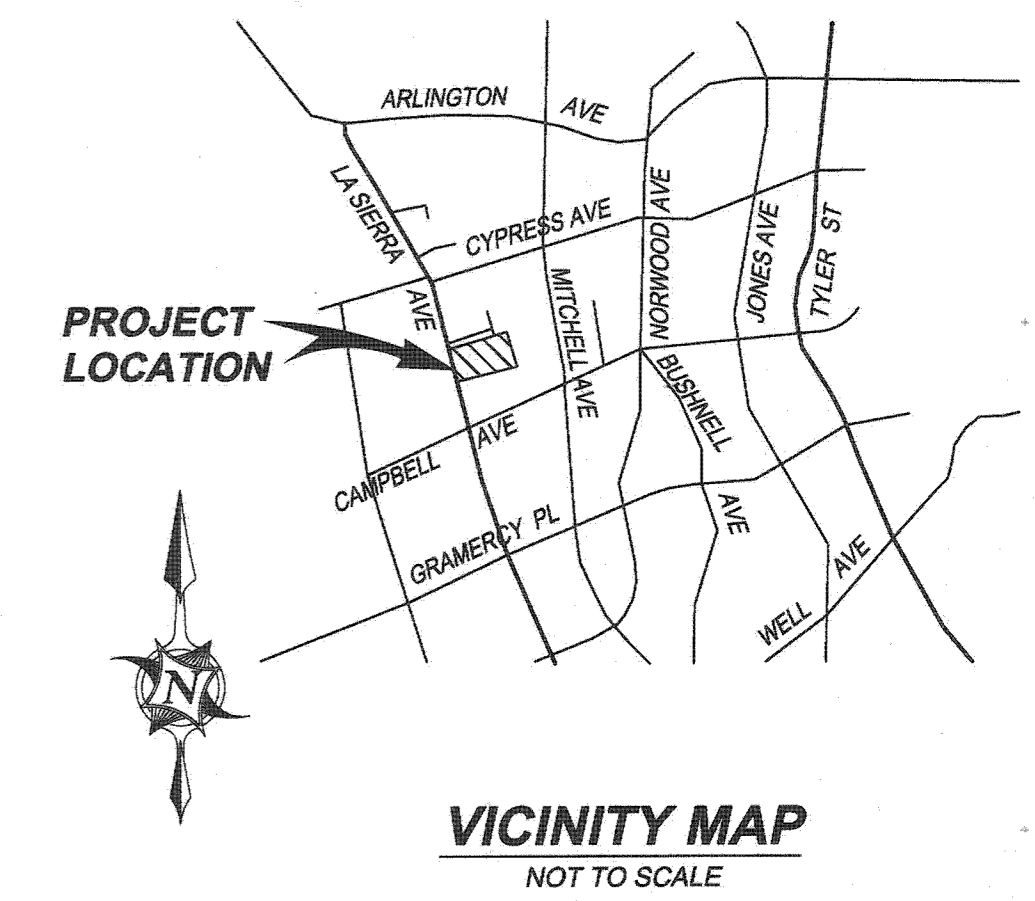 ARLINGTON AVE
LA SIERRA AVE
CYPRESS AVE
NORWOOD AVE
JONES AVE
TYLER ST
MITCHELL AVE
PROJECT
LOCATION
BUSHNELL AVE
CAMPBELL AVE
GRAMERCY PL
WELL AVE
N
VICINITY MAP
NOT TO SCALE